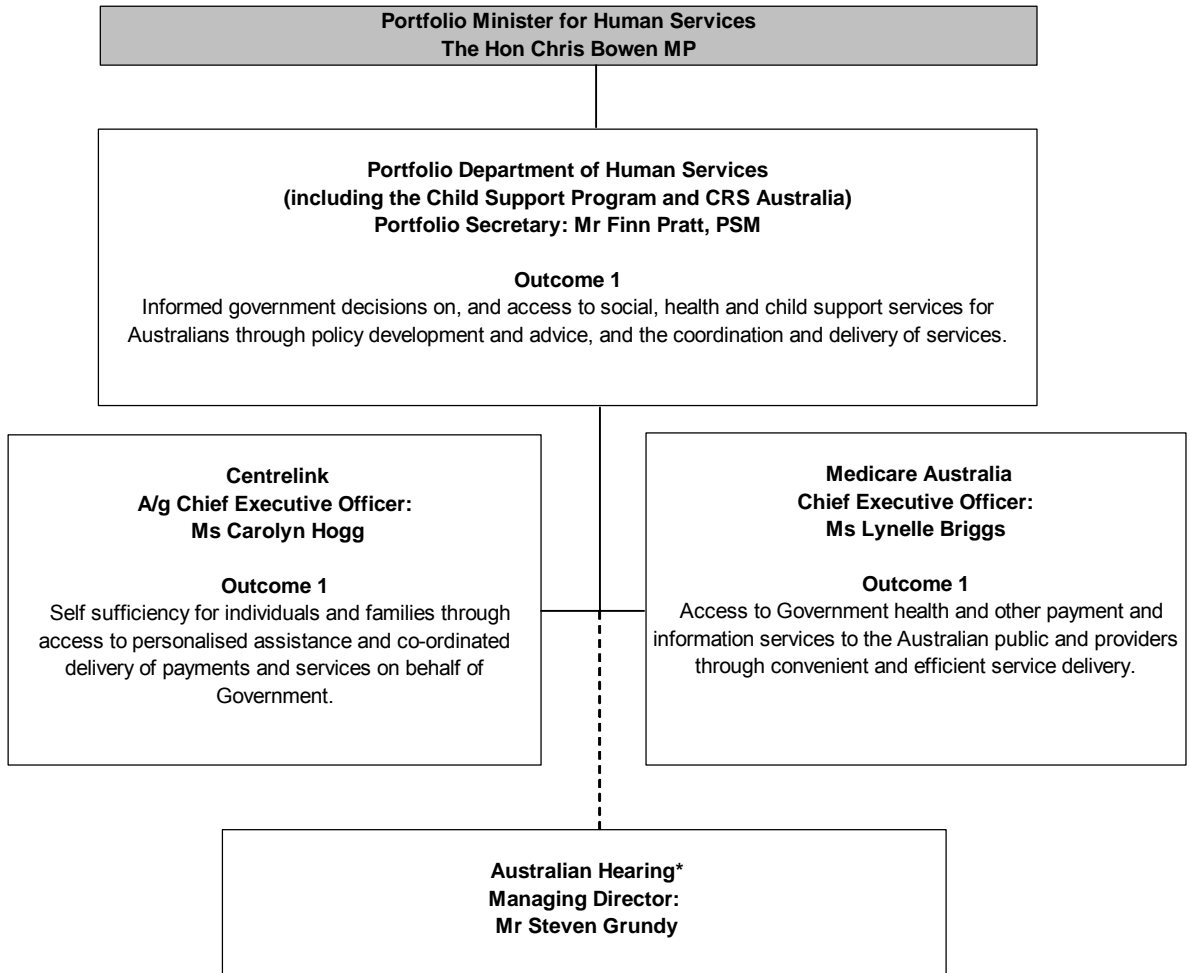 Portfolio Minister for Human Services
The Hon Chris Bowen MP
Portfolio Department of Human Services
(including the Child Support Program and CRS Australia)
Portfolio Secretary: Mr Finn Pratt, PSM
Outcome 1
Informed government decisions on, and access to social, health and child support services for
Australians through policy development and advice, and the coordination and delivery of services.
Centrelink
A/g Chief Executive Officer:
Ms Carolyn Hogg
Outcome 1
Self sufficiency for individuals and families through
access to personalised assistance and co-ordinated
delivery of payments and services on behalf of
Government.
Medicare Australia
Chief Executive Officer:
Ms Lynelle Briggs
Outcome 1
Access to Government health and other payment and
information services to the Australian public and providers
through convenient and efficient service delivery.
Australian Hearing*
Managing Director:
Mr Steven Grundy